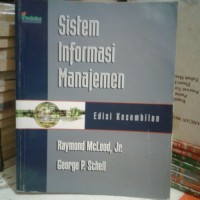 Sistem
Informasi
Manajemen
Edisi Kesembilan
Raymond McLeod, Jr.
George P. Schell